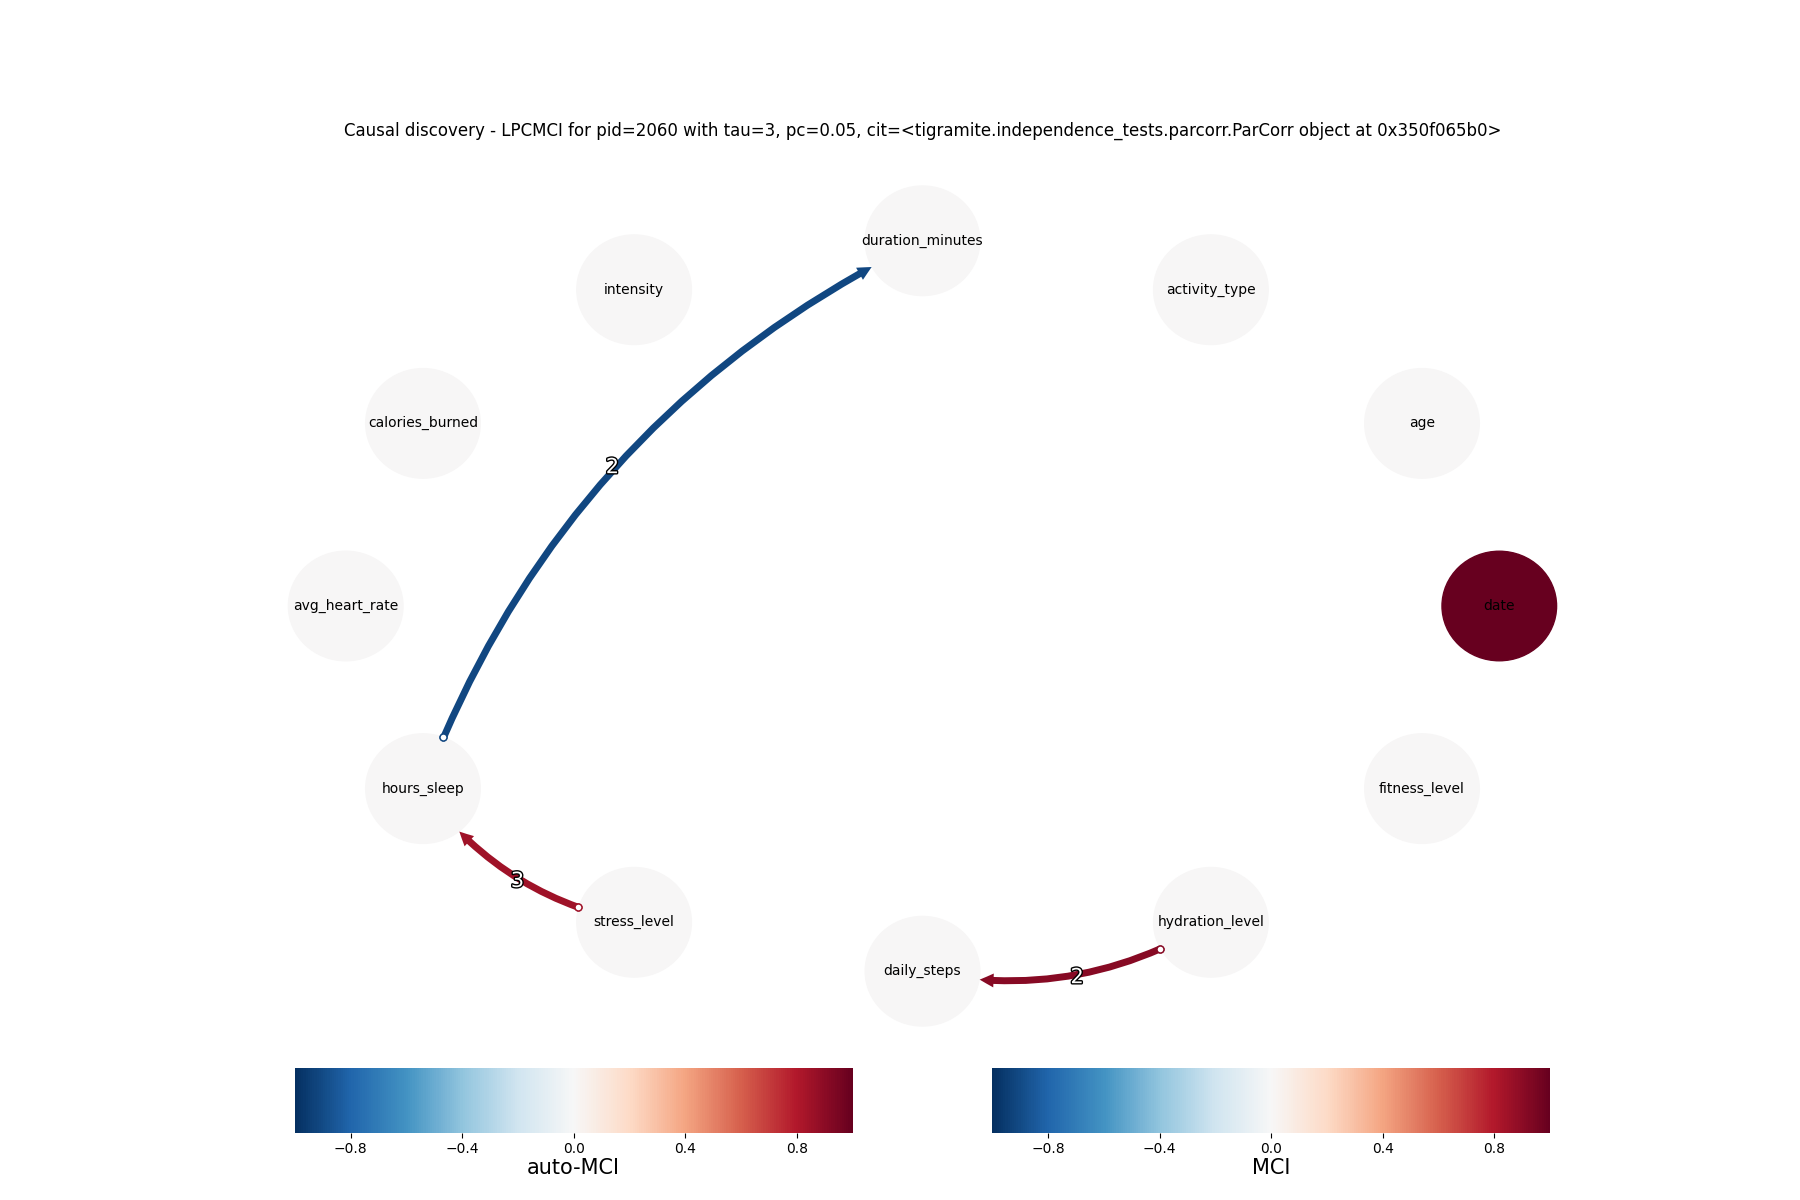 Causal discovery - LPCMCI for pid=2060 with tau=3, pc=0.05, cit=<tigramite.independence_tests.parcorr.ParCorr object at 0x350f065b0>
duration_minutes
intensity
activity_type
calories_burned
age
2
avg_heart_rate
date
hours_sleep
fitness_level
3
stress_level
hydration_level
daily_steps
2
−0.8 −0.4 0.0 0.4 0.8
auto-MCI
−0.8 −0.4 0.0 0.4 0.8
MCI